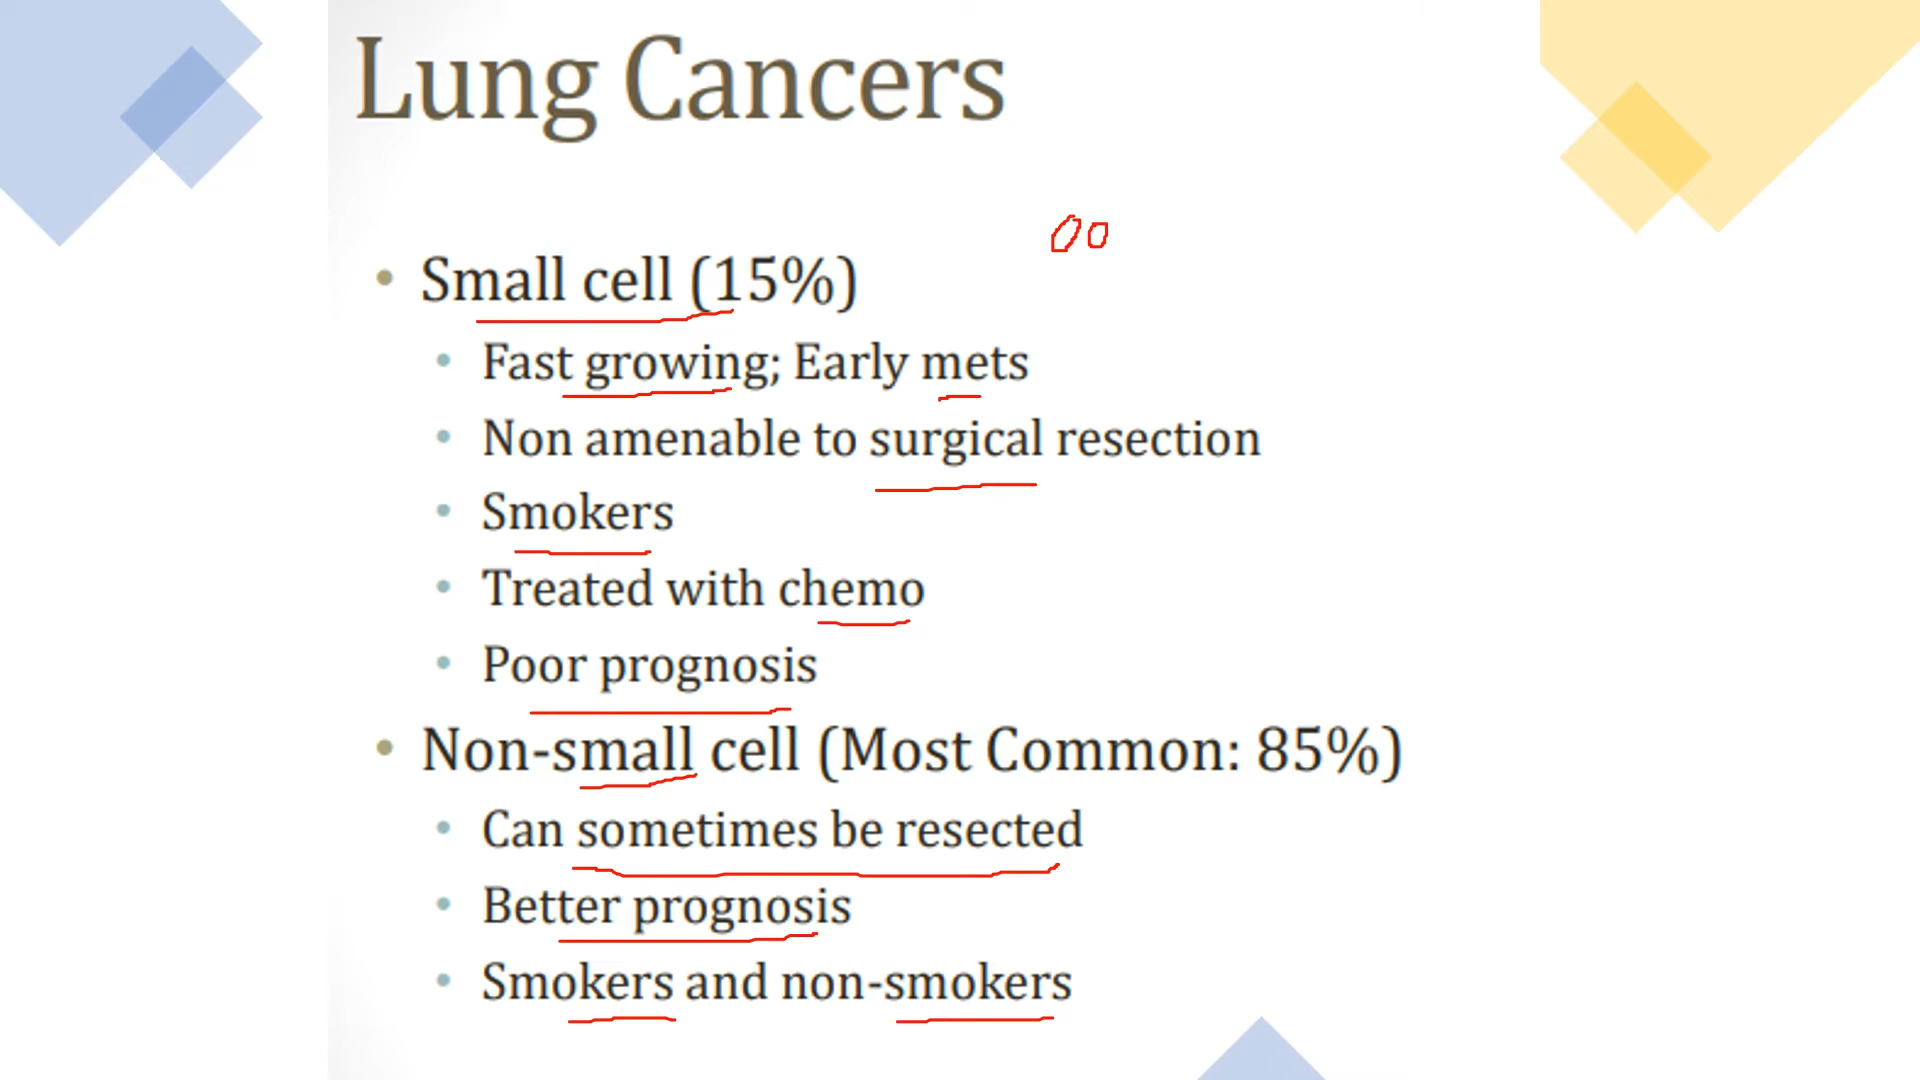 Lung Cancers
• Small cell (15%)
• Fast growing; Early mets
• Non amenable to surgical resection
• Smokers
• Treated with chemo
• Poor prognosis
• Non-small cell (Most Common: 85%)
• Can sometimes be resected
• Better prognosis
• Smokers and non-smokers